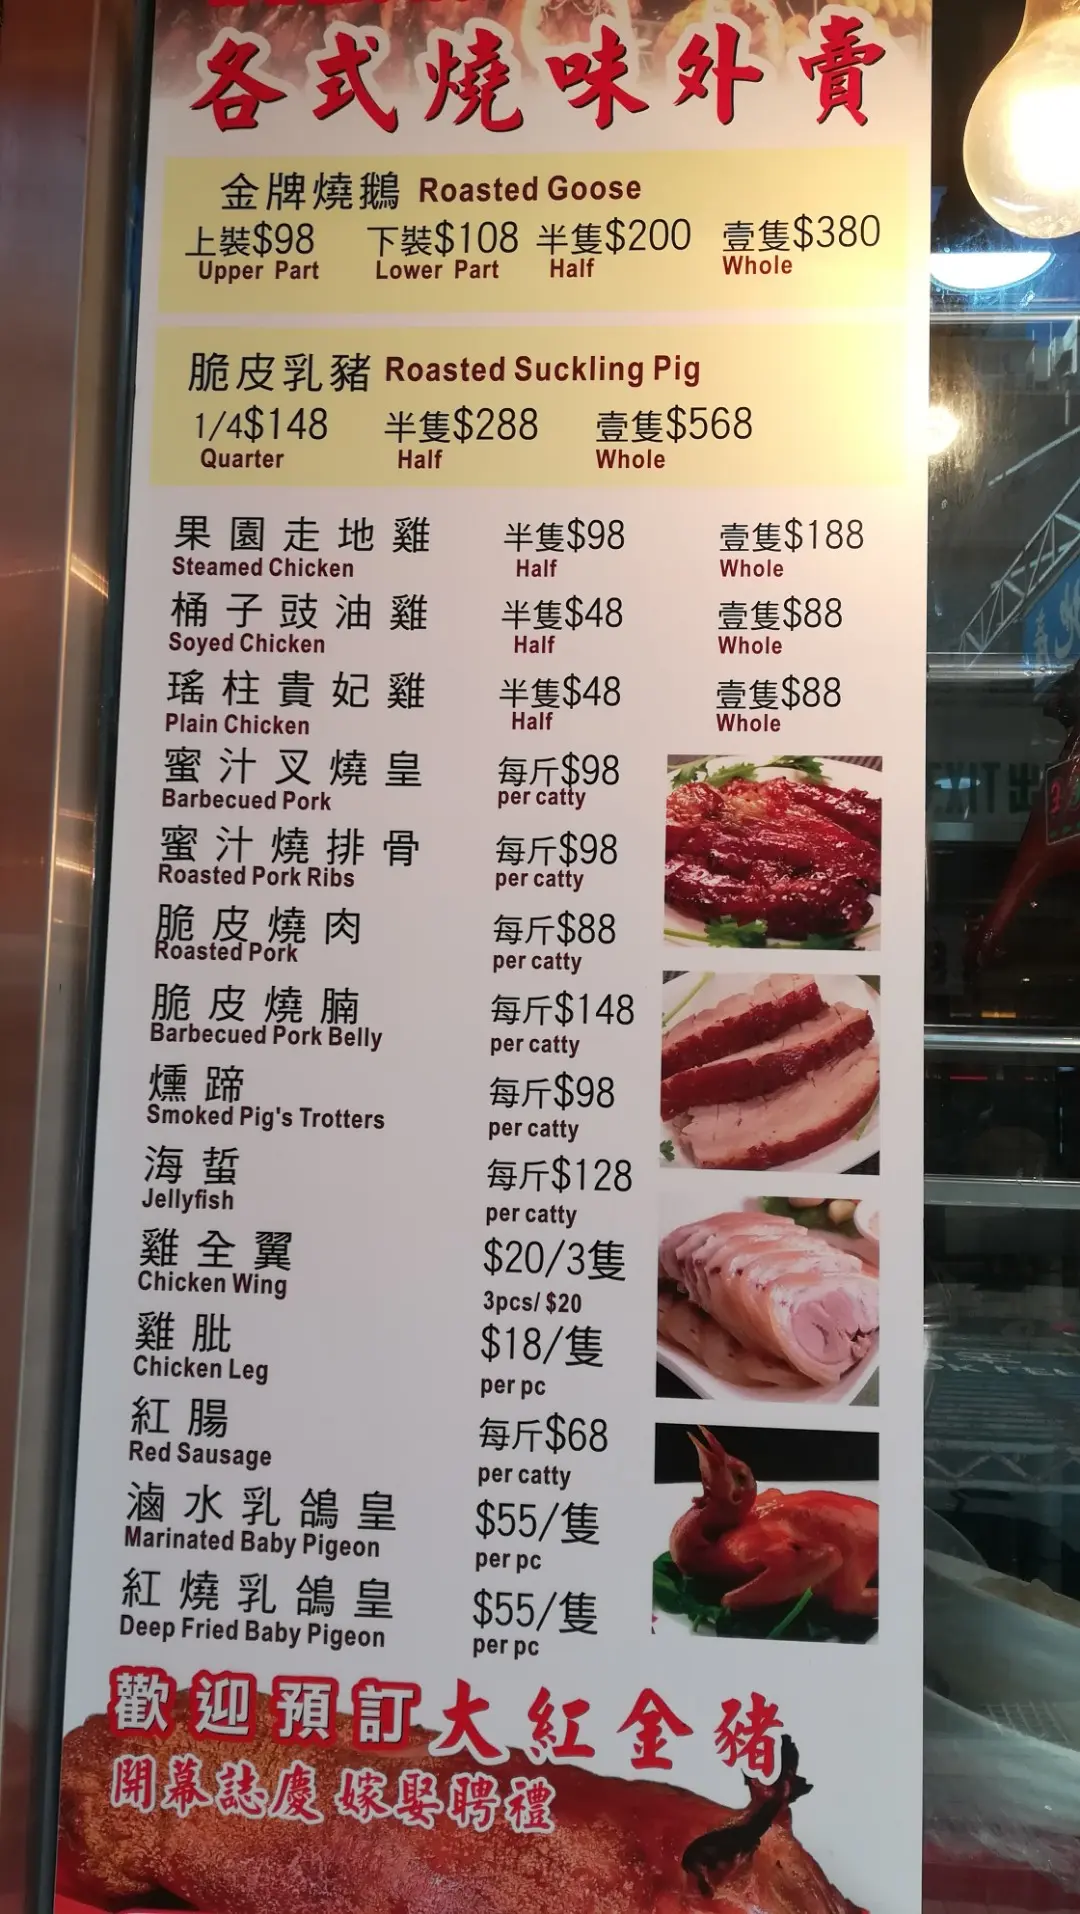 各式燒味外賣
金牌燒鵝 Roasted Goose
上裝$98 下裝$108 半隻$200 壹隻$380
Upper Part Lower Part Half Whole
脆皮乳豬 Roasted Suckling Pig
1/4$148 半隻$288 壹隻$568
Quarter Half Whole
果園走地雞 半隻$98 壹隻$188
Steamed Chicken Half Whole
桶子豉油雞 半隻$48 壹隻$88
Soyed Chicken Half Whole
瑤柱貴妃雞 半隻$48 壹隻$88
Plain Chicken Half Whole
蜜汁叉燒皇 每斤$98
Barbecued Pork per catty
蜜汁燒排骨 每斤$98
Roasted Pork Ribs per catty
脆皮燒肉 每斤$88
Roasted Pork per catty
脆皮燒腩 每斤$148
Barbecued Pork Belly per catty
燻蹄 每斤$98
Smoked Pig's Trotters per catty
海蜇 每斤$128
Jellyfish per catty
雞全翼 $20/3隻
Chicken Wing 3pcs/ $20
雞肶 $18/隻
Chicken Leg per pc
紅腸 每斤$68
Red Sausage per catty
滷水乳鴿皇 $55/隻
Marinated Baby Pigeon per pc
紅燒乳鴿皇 $55/隻
Deep Fried Baby Pigeon per pc
歡迎預訂大紅金豬
開幕誌慶 嫁娶聘禮
EXIT 出